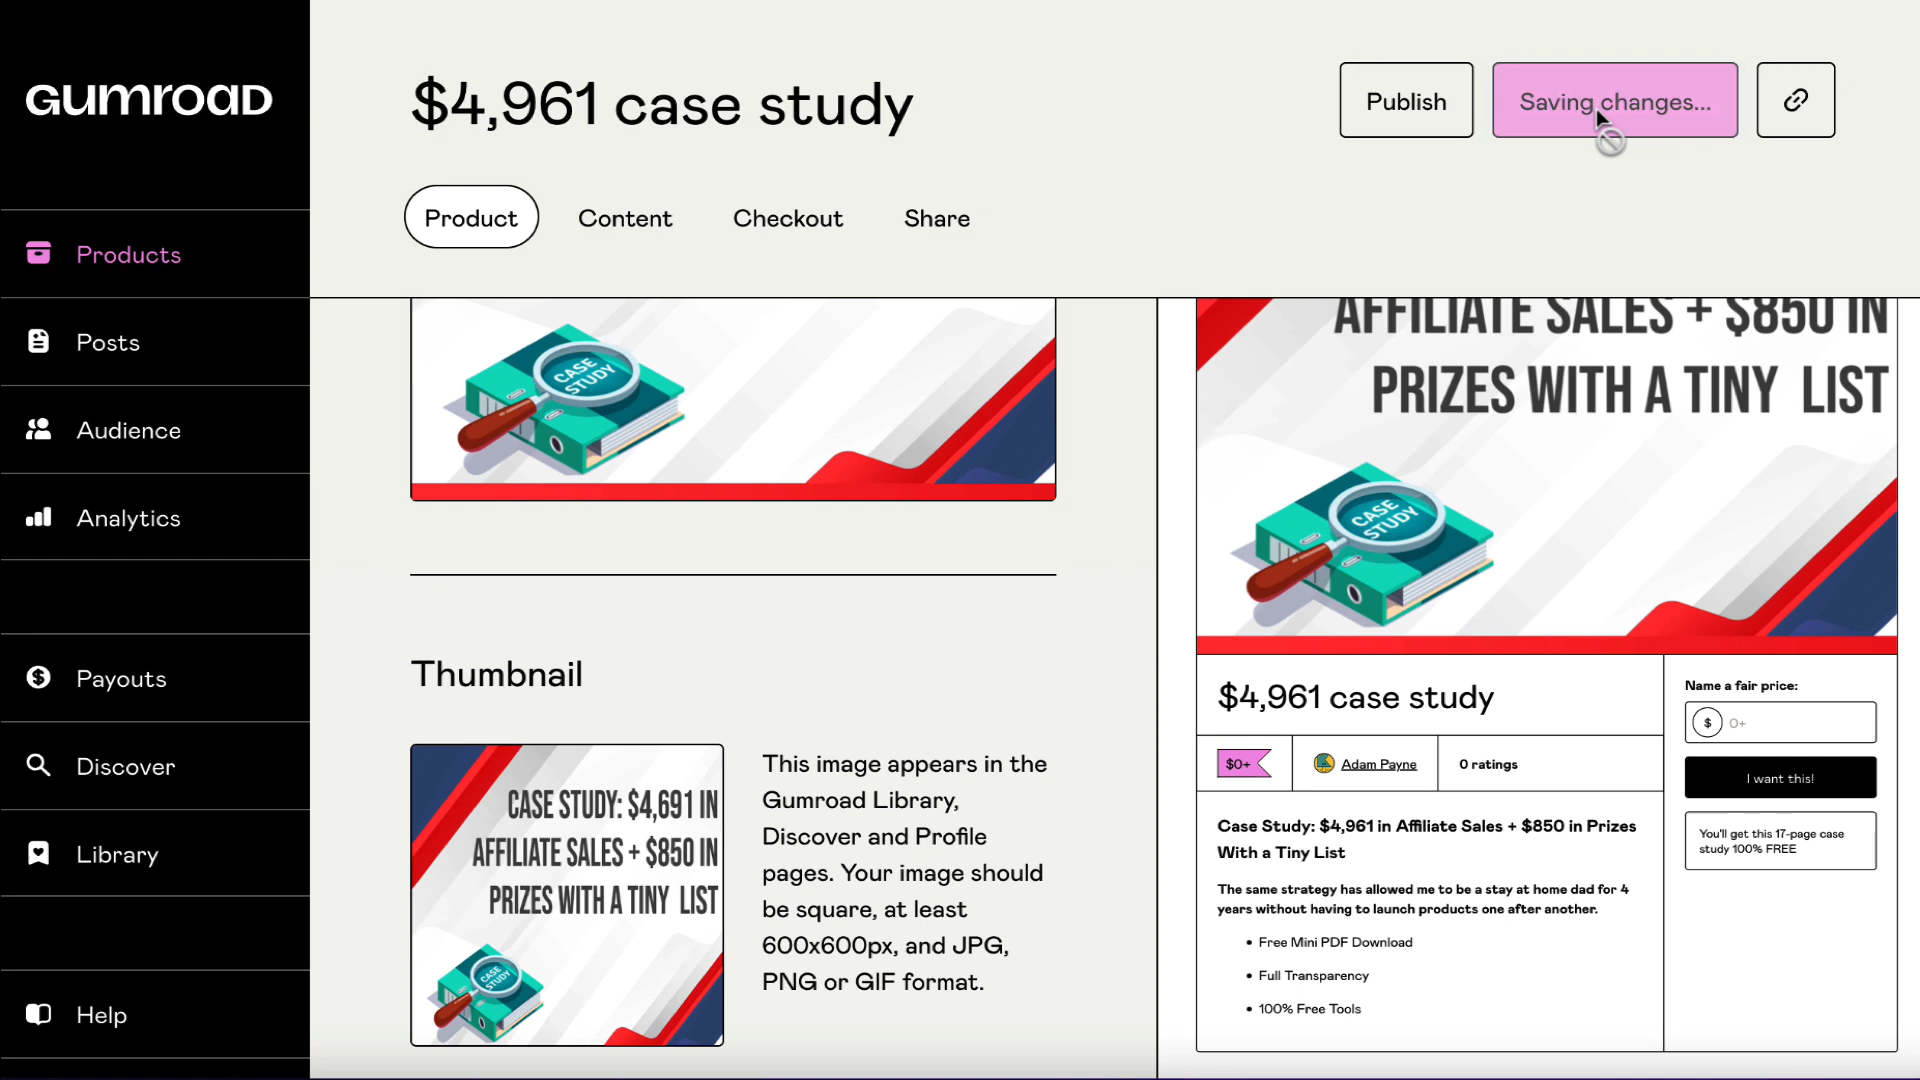 GUMROAD
Products
Posts
Audience
Analytics
Payouts
Discover
Library
Help
$4,961 case study
Publish
Saving changes...
Product
Content
Checkout
Share
CASE STUDY
Thumbnail
CASE STUDY: $4,691 IN
AFFILIATE SALES + $850 IN
PRIZES WITH A TINY LIST
CASE STUDY
This image appears in the
Gumroad Library,
Discover and Profile
pages. Your image should
be square, at least
600x600px, and JPG,
PNG or GIF format.
AFFILIATE SALES + $850 IN
PRIZES WITH A TINY LIST
CASE STUDY
$4,961 case study
$0+
Adam Payne
0 ratings
Case Study: $4,961 in Affiliate Sales + $850 in Prizes
With a Tiny List
The same strategy has allowed me to be a stay at home dad for 4
years without having to launch products one after another.
• Free Mini PDF Download
• Full Transparency
• 100% Free Tools
Name a fair price:
$ 0+
I want this!
You'll get this 17-page case
study 100% FREE